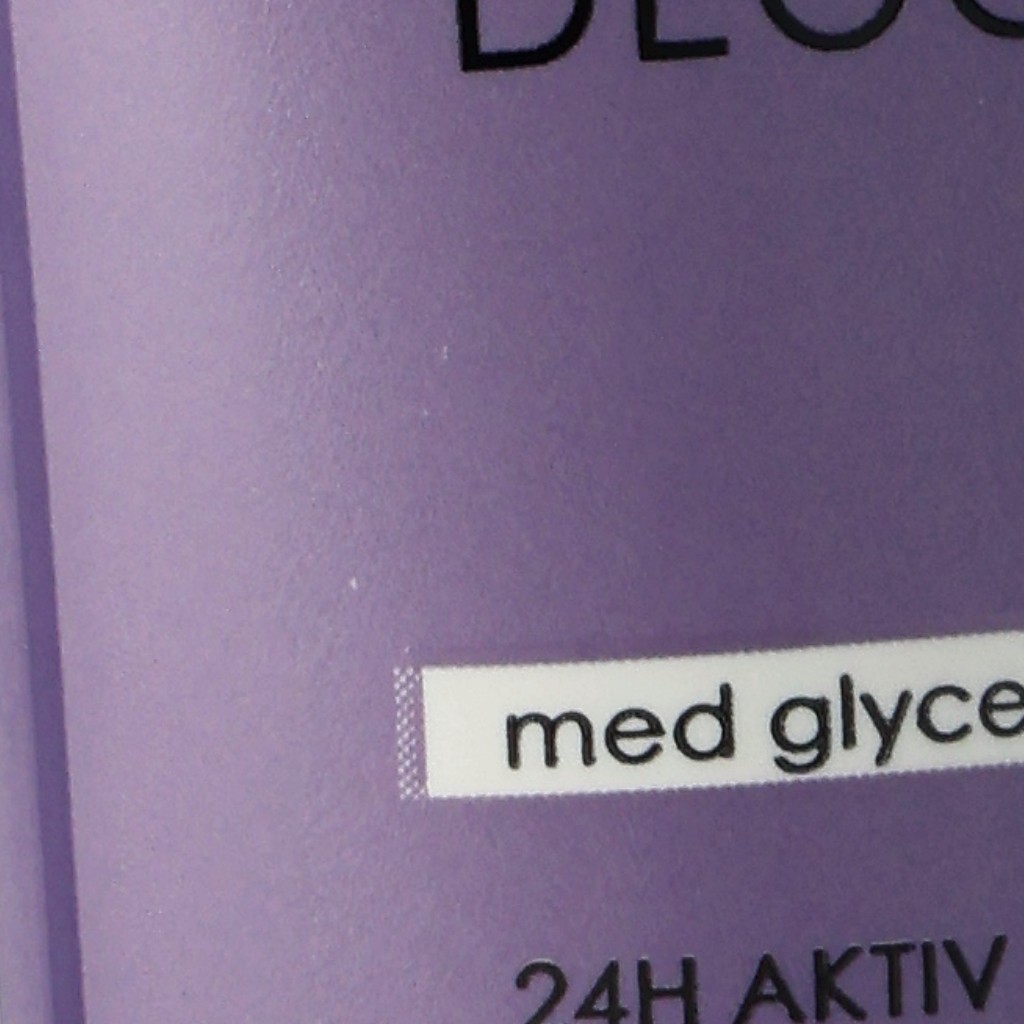 med glyce
24H AKTIV